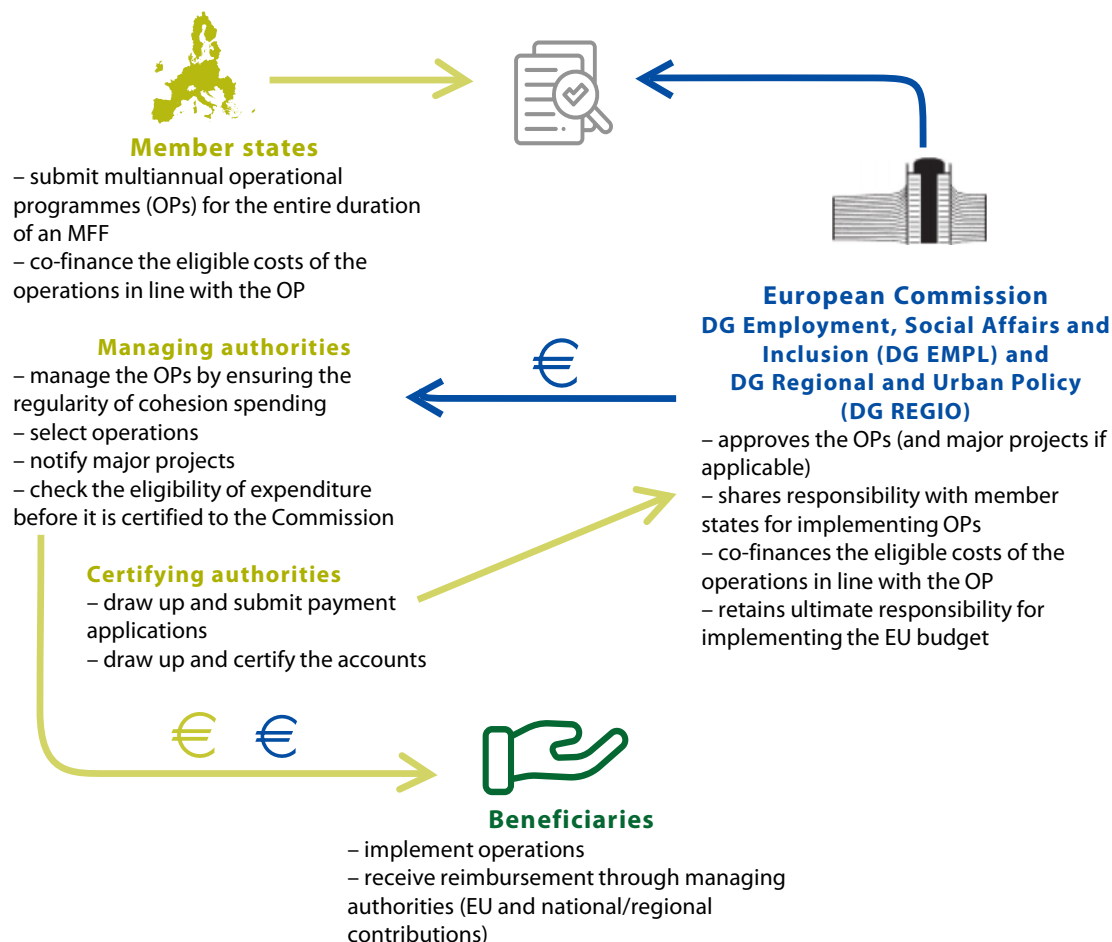 Member states
– submit multiannual operational
programmes (OPs) for the entire duration
of an MFF
– co-finance the eligible costs of the
operations in line with the OP
Managing authorities
– manage the OPs by ensuring the
regularity of cohesion spending
– select operations
– notify major projects
– check the eligibility of expenditure
before it is certified to the Commission
Certifying authorities
– draw up and submit payment
applications
– draw up and certify the accounts
€
European Commission
DG Employment, Social Affairs and
Inclusion (DG EMPL) and
DG Regional and Urban Policy
(DG REGIO)
– approves the OPs (and major projects if
applicable)
– shares responsibility with member
states for implementing OPs
– co-finances the eligible costs of the
operations in line with the OP
– retains ultimate responsibility for
implementing the EU budget
€ €
Beneficiaries
– implement operations
– receive reimbursement through managing
authorities (EU and national/regional
contributions)